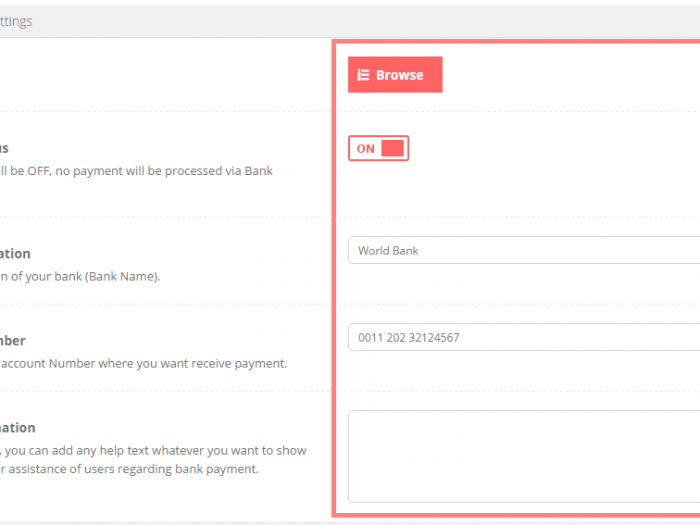 ttings
Browse
us
ll be OFF, no payment will be processed via Bank
ON
ation
n of your bank (Bank Name).
World Bank
mber
account Number where you want receive payment.
0011 202 32124567
nation
, you can add any help text whatever you want to show
r assistance of users regarding bank payment.